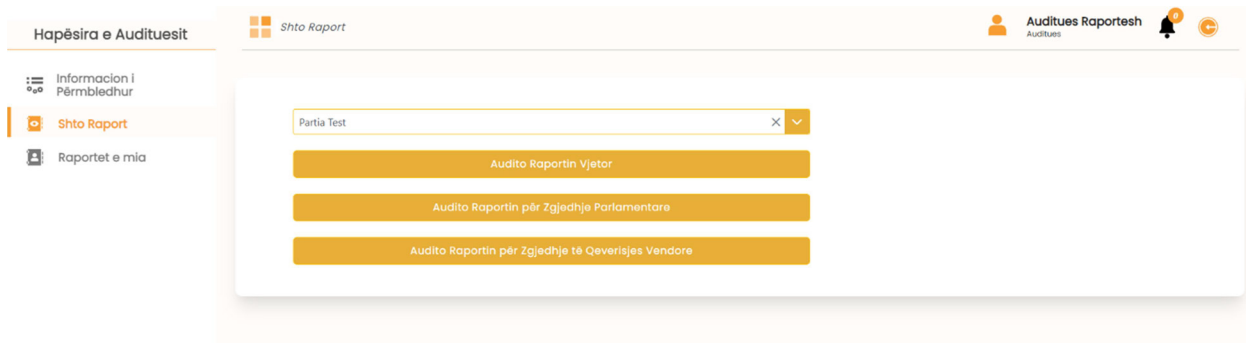 Hapësira e Audituesit
Informacion i
Përmbledhur
Shto Raport
Raportet e mia
Shto Raport
Auditues Raportesh
Auditues
0
Partia Test
Audito Raportin Vjetor
Audito Raportin për Zgjedhje Parlamentare
Audito Raportin për Zgjedhje të Qeverisjes Vendore